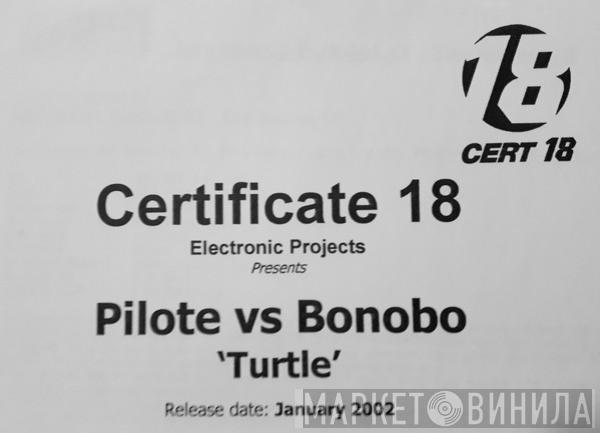 18
CERT 18
Certificate 18
Electronic Projects
Presents
Pilote vs Bonobo
‘Turtle’
Release date: January 2002
МАРКЕТ ВИНИЛА